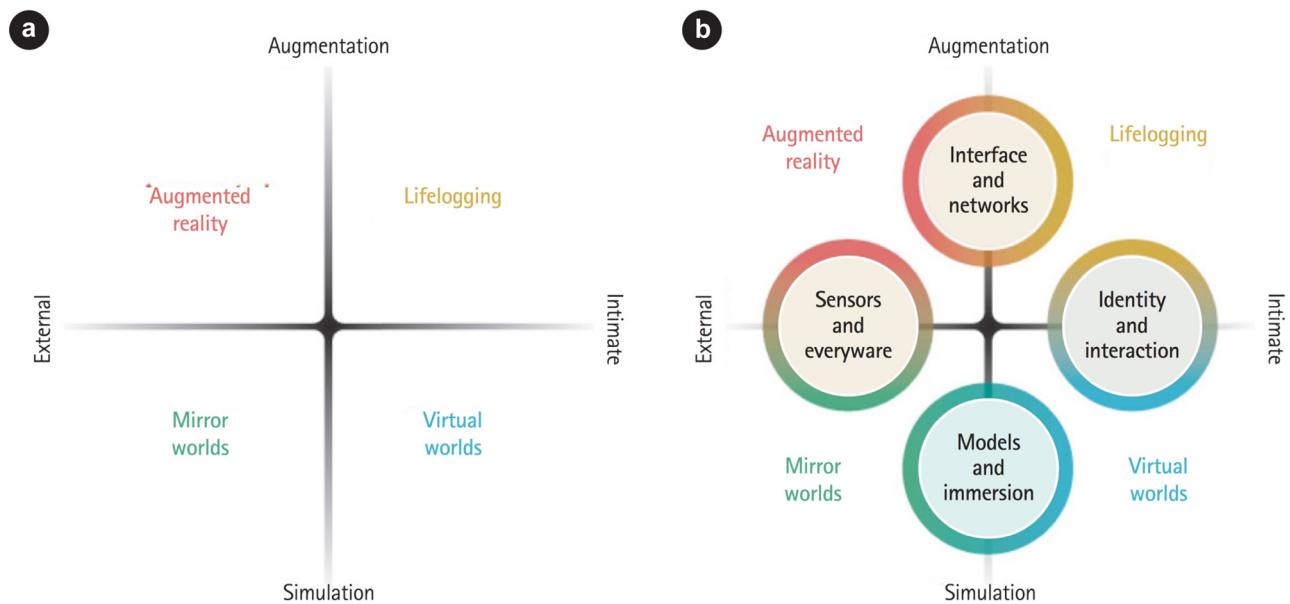 a
Augmentation
Augmented
reality
Lifelogging
External
Intimate
Mirror
worlds
Virtual
worlds
Simulation
b
Augmentation
Augmented
reality
Interface
and
networks
Lifelogging
External
Sensors
and
everyware
Identity
and
interaction
Intimate
Mirror
worlds
Models
and
immersion
Virtual
worlds
Simulation